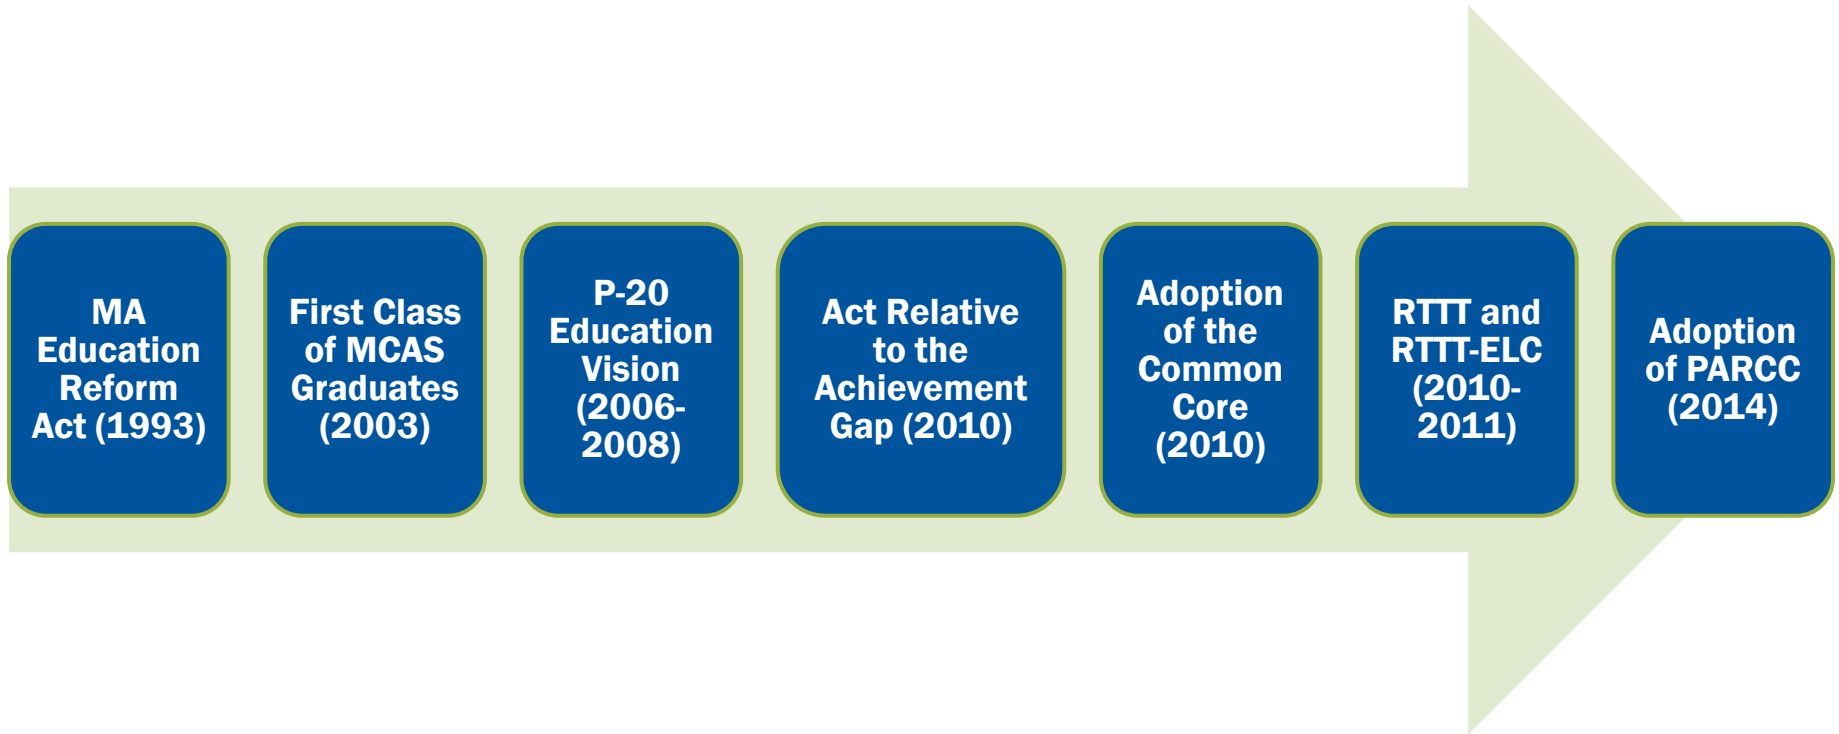 MA
Education
Reform
Act (1993)
First Class
of MCAS
Graduates
(2003)
P-20
Education
Vision
(2006-
2008)
Act Relative
to the
Achievement
Gap (2010)
Adoption
of the
Common
Core
(2010)
RTTT and
RTTT-ELC
(2010-
2011)
Adoption
of PARCC
(2014)